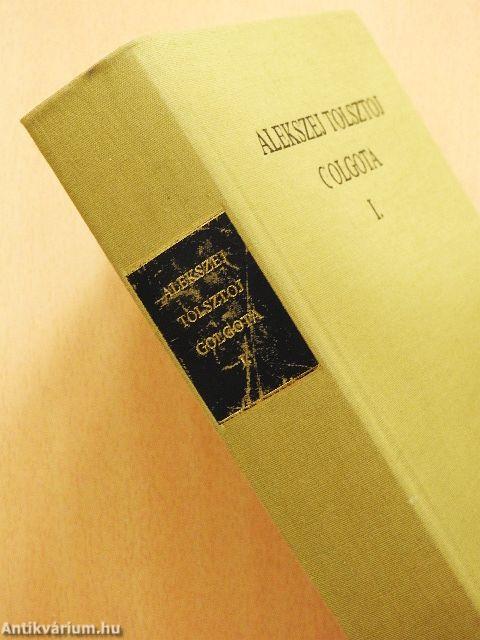 ALEKSZEJ TOLSZTOJ
GOLGOTA
I.
ALEKSZEJ
TOLSZTOJ
GOLGOTA
I.
Antikvárium.hu